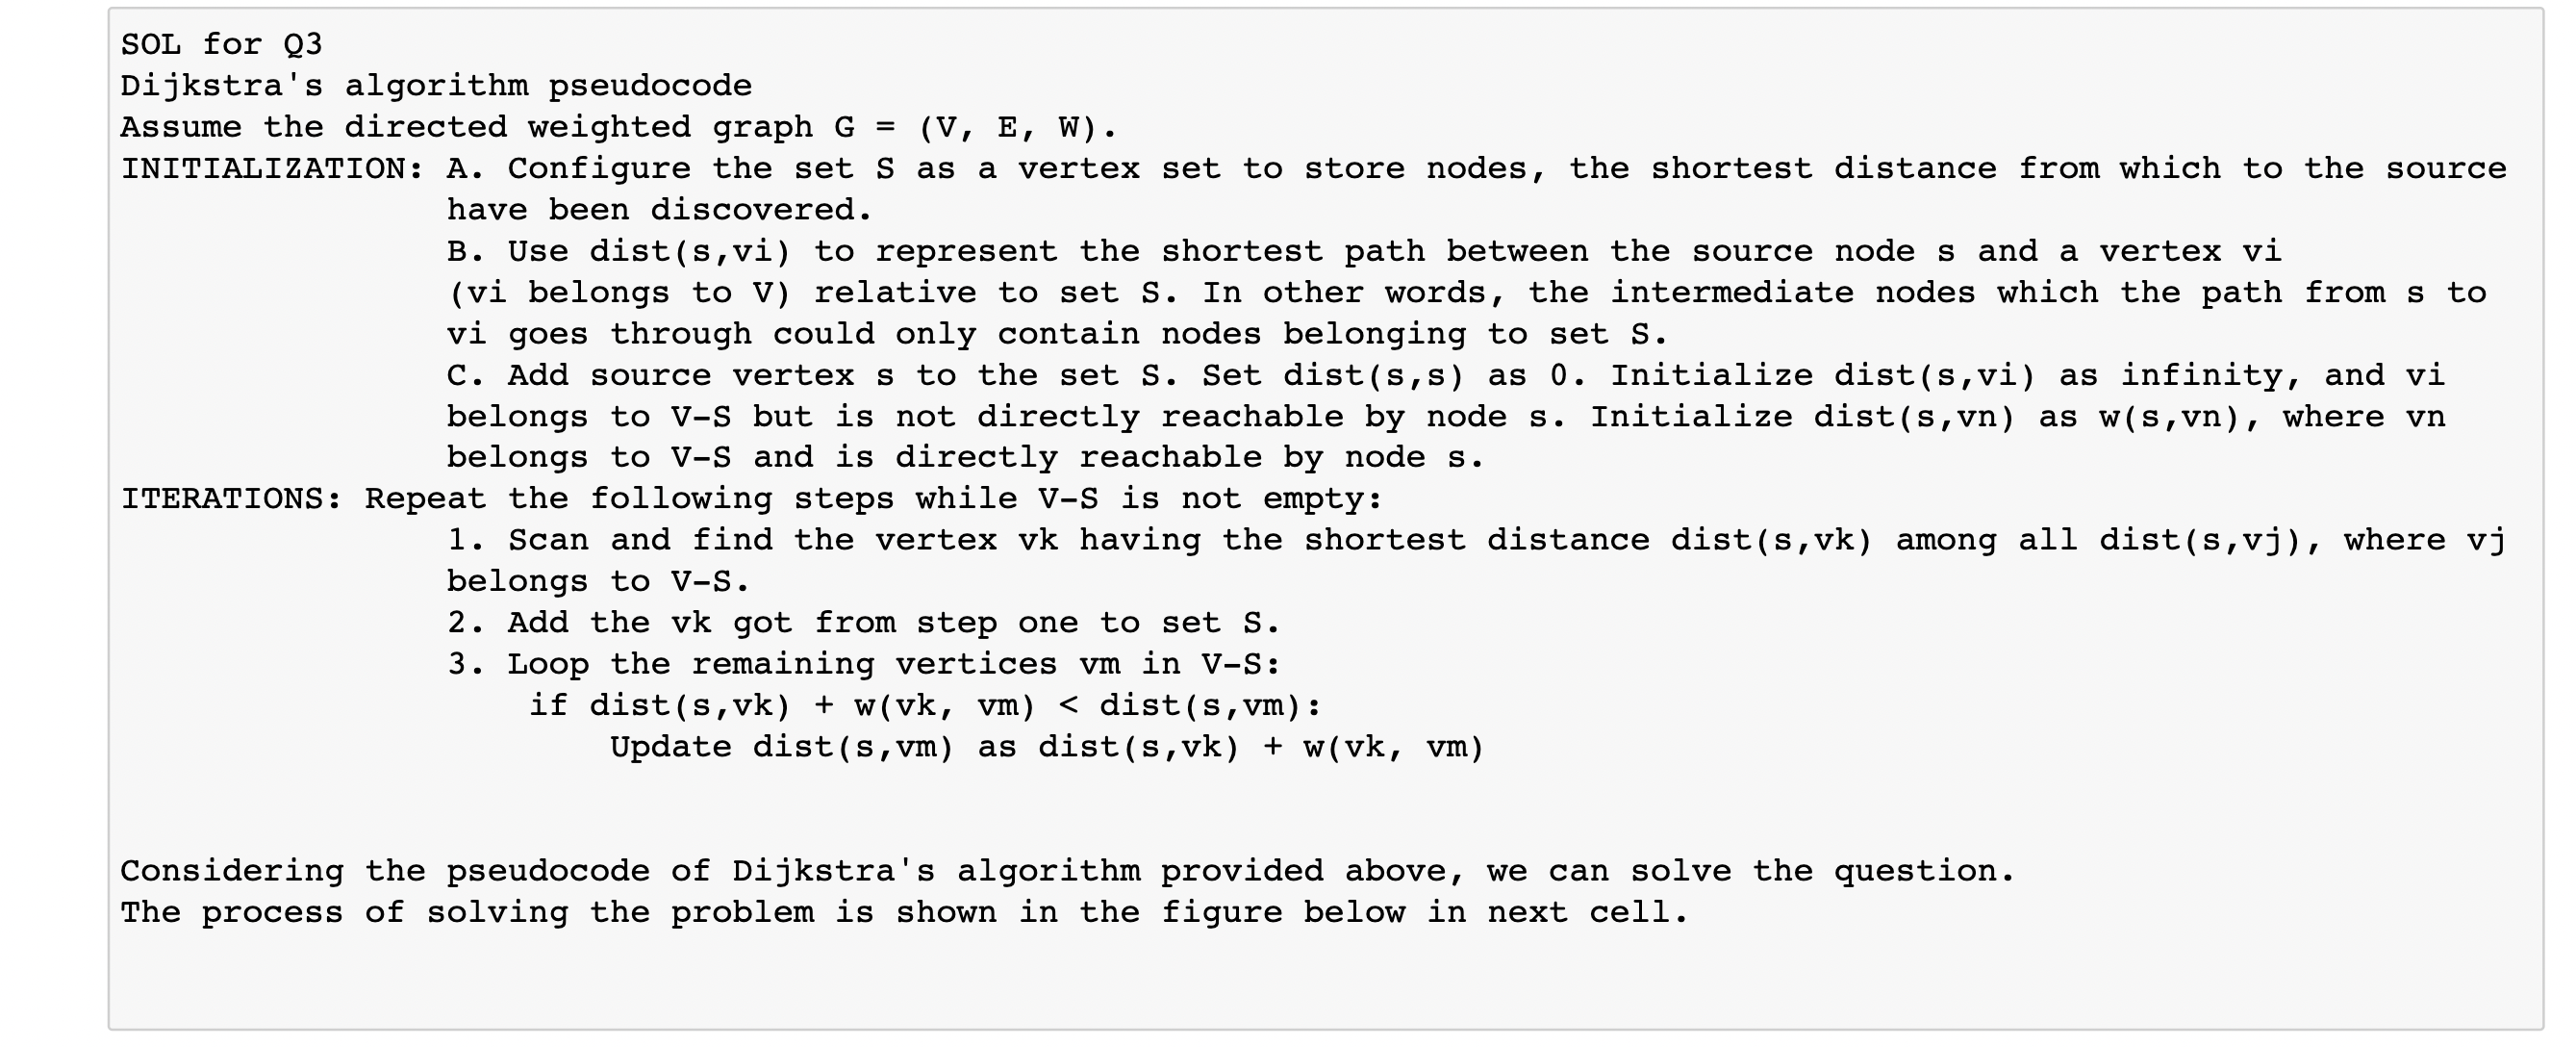 SOL for Q3
Dijkstra's algorithm pseudocode
Assume the directed weighted graph G = (V, E, W).
INITIALIZATION: A. Configure the set S as a vertex set to store nodes, the shortest distance from which to the source
have been discovered.
B. Use dist(s,vi) to represent the shortest path between the source node s and a vertex vi
(vi belongs to V) relative to set S. In other words, the intermediate nodes which the path from s to
vi goes through could only contain nodes belonging to set S.
C. Add source vertex s to the set S. Set dist(s,s) as 0. Initialize dist(s,vi) as infinity, and vi
belongs to V-S but is not directly reachable by node s. Initialize dist(s,vn) as w(s,vn), where vn
belongs to V-S and is directly reachable by node s.
ITERATIONS: Repeat the following steps while V-S is not empty:
1. Scan and find the vertex vk having the shortest distance dist(s,vk) among all dist(s,vj), where vj
belongs to V-S.
2. Add the vk got from step one to set S.
3. Loop the remaining vertices vm in V-S:
if dist(s,vk) + w(vk, vm) < dist(s,vm):
Update dist(s,vm) as dist(s,vk) + w(vk, vm)
Considering the pseudocode of Dijkstra's algorithm provided above, we can solve the question.
The process of solving the problem is shown in the figure below in next cell.